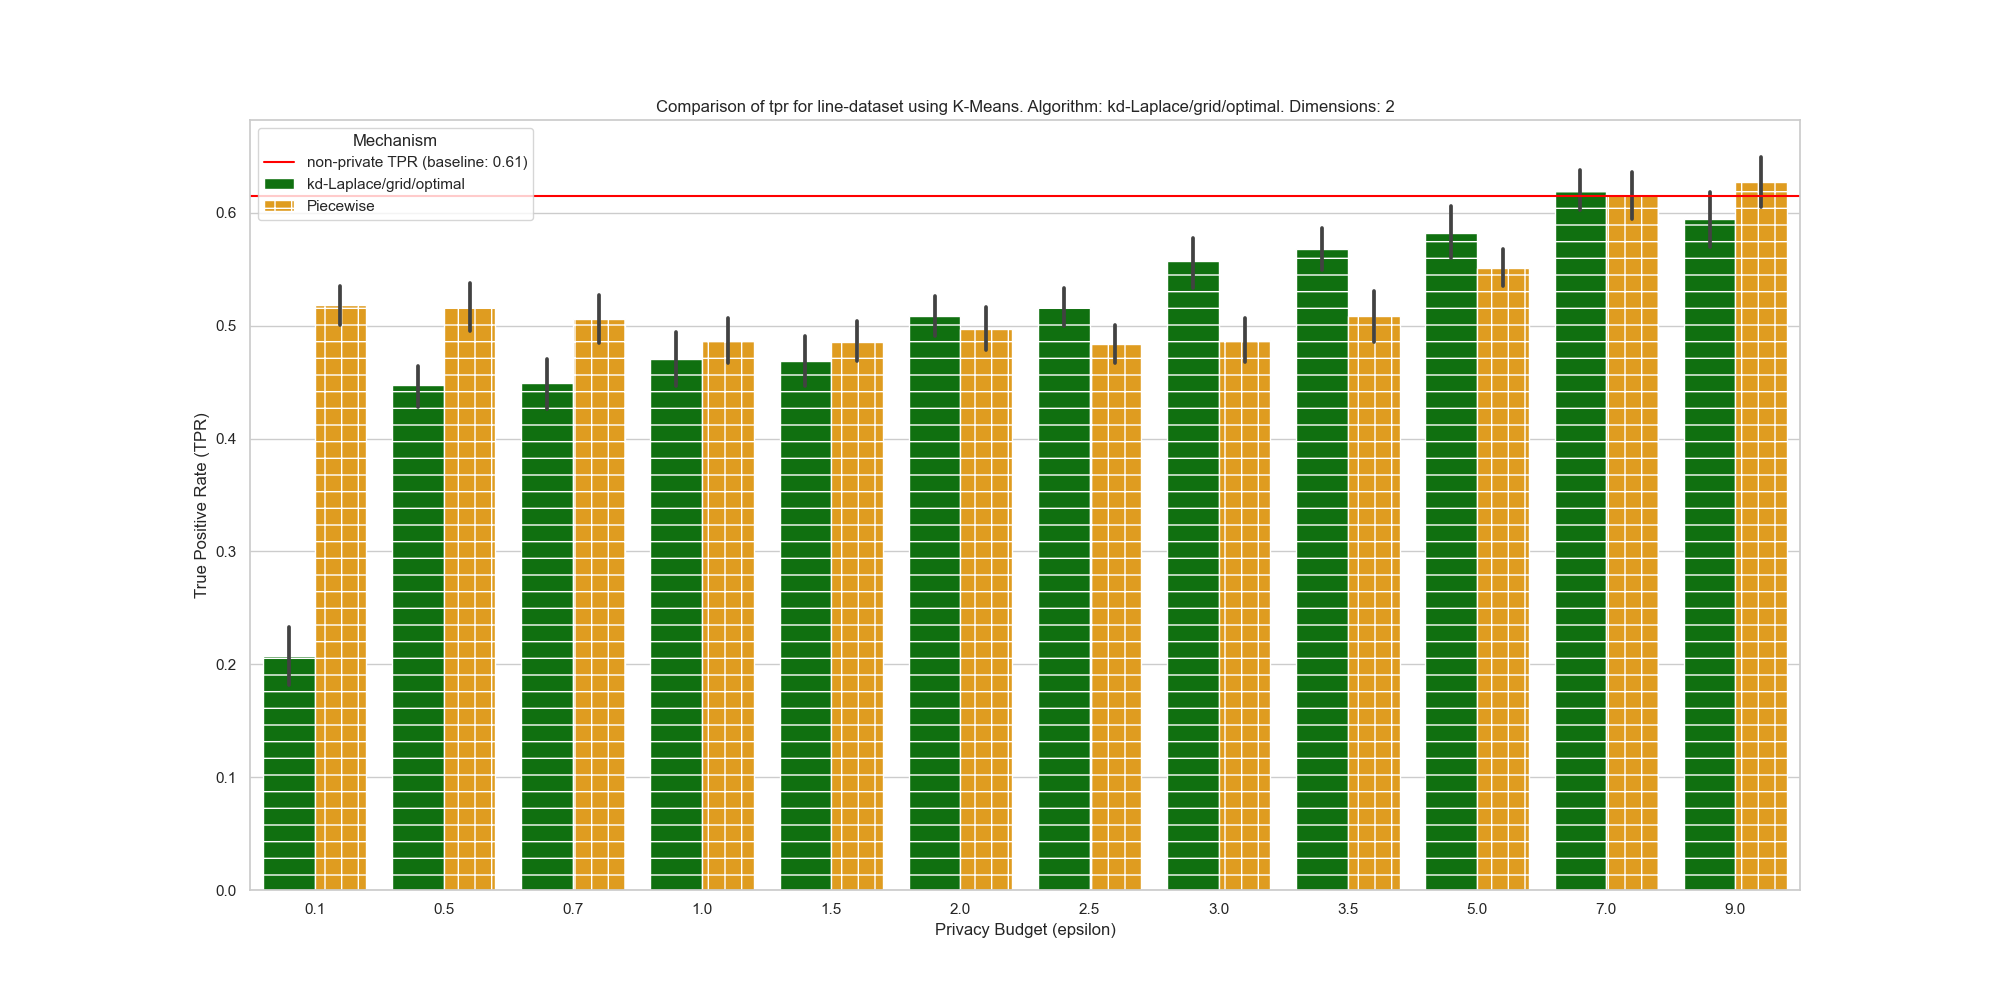 Comparison of tpr for line-dataset using K-Means. Algorithm: kd-Laplace/grid/optimal. Dimensions: 2
Mechanism
non-private TPR (baseline: 0.61)
kd-Laplace/grid/optimal
Piecewise
True Positive Rate (TPR)
0.6
0.5
0.4
0.3
0.2
0.1
0.0
0.1 0.5 0.7 1.0 1.5 2.0 2.5 3.0 3.5 5.0 7.0 9.0
Privacy Budget (epsilon)